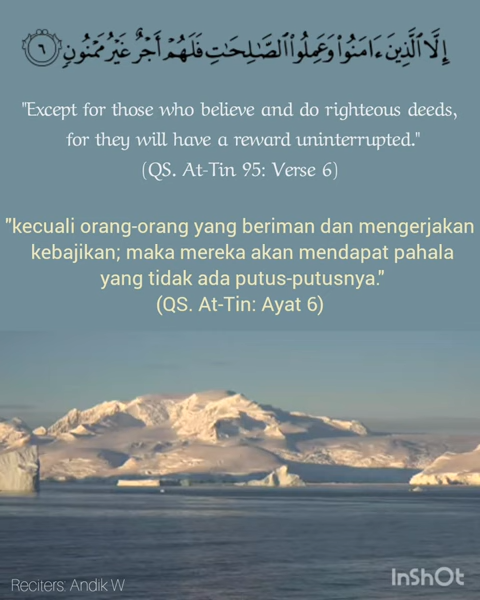 إِلَّا ٱلَّذِينَ ءَامَنُوا۟ وَعَمِلُوا۟ ٱلصَّـٰلِحَـٰتِ فَلَهُمْ أَجْرٌ غَيْرُ مَمْنُونٍ ٦
"Except for those who believe and do righteous deeds,
for they will have a reward uninterrupted."
(QS. At-Tin 95: Verse 6)
"kecuali orang-orang yang beriman dan mengerjakan
kebajikan; maka mereka akan mendapat pahala
yang tidak ada putus-putusnya."
(QS. At-Tin: Ayat 6)
Reciters. Andik W
InShOt